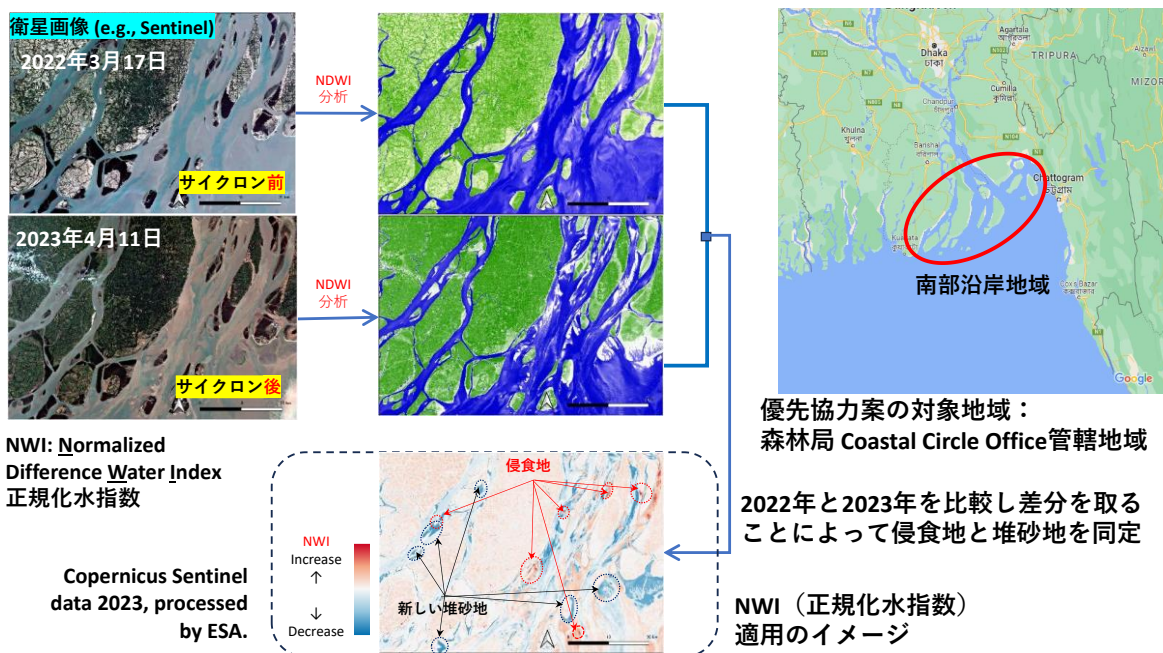 衛星画像 (e.g., Sentinel)
2022年3月17日
サイクロン前
NDWI
分析
2023年4月11日
サイクロン後
NDWI
分析
NWI: Normalized
Difference Water Index
正規化水指数
Copernicus Sentinel
data 2023, processed
by ESA.
NWI
Increase
↑
↓
Decrease
侵食地
新しい堆砂地
Dhaka
ঢাকা
Agartala
TRIPURA
Aizawl
MIZOR
Cumilla
Chandpur
Khulna
খুলনা
Barishal
Chattogram
Kuakata
Cox's Bazar
Google
南部沿岸地域
優先協力案の対象地域：
森林局 Coastal Circle Office管轄地域
2022年と2023年を比較し差分を取る
ことによって侵食地と堆砂地を同定
NWI（正規化水指数）
適用のイメージ